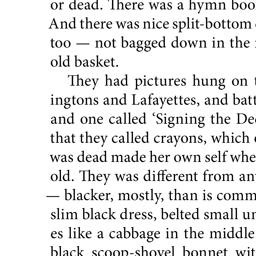 or dead. There was a hymn boo
And there was nice split-bottom
too — not bagged down in the
old basket.
They had pictures hung on
ingtons and Lafayettes, and bat
and one called ‘Signing the De
that they called crayons, which
was dead made her own self whe
old. They was different from an
— blacker, mostly, than is comm
slim black dress, belted small un
es like a cabbage in the middle
black scoop-shovel bonnet wit